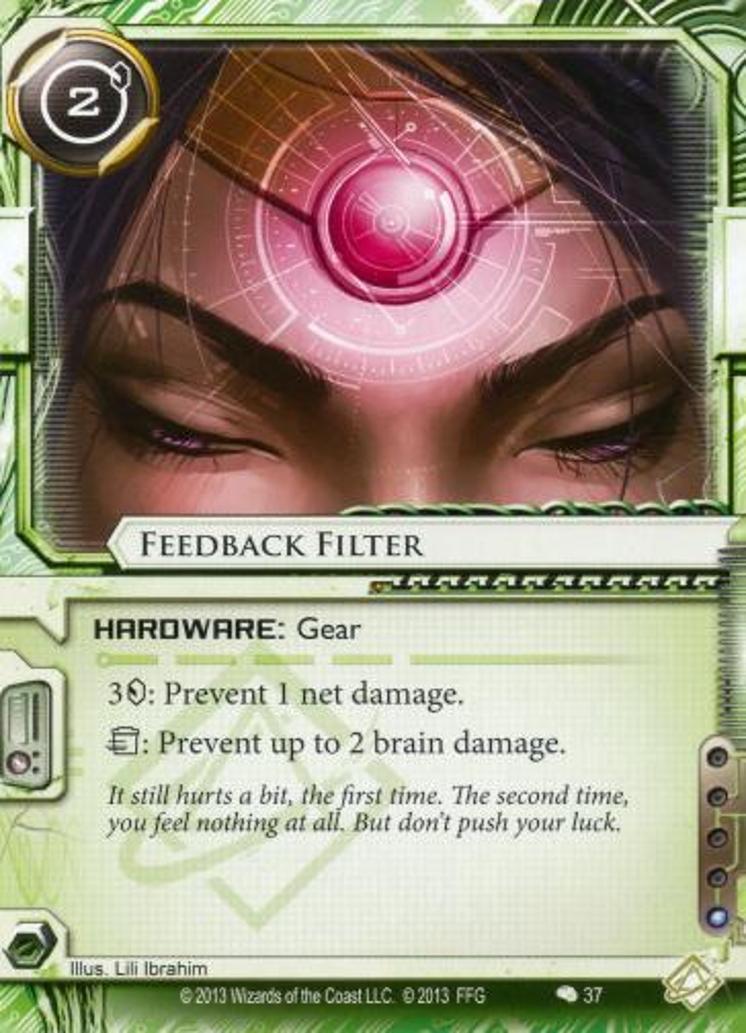 2
FEEDBACK FILTER
HARDWARE: Gear
3: Prevent 1 net damage.
: Prevent up to 2 brain damage.
It still hurts a bit, the first time. The second time,
you feel nothing at all. But don't push your luck.
Illus. Lili Ibrahim
© 2013 Wizards of the Coast LLC. © 2013 FFG
37